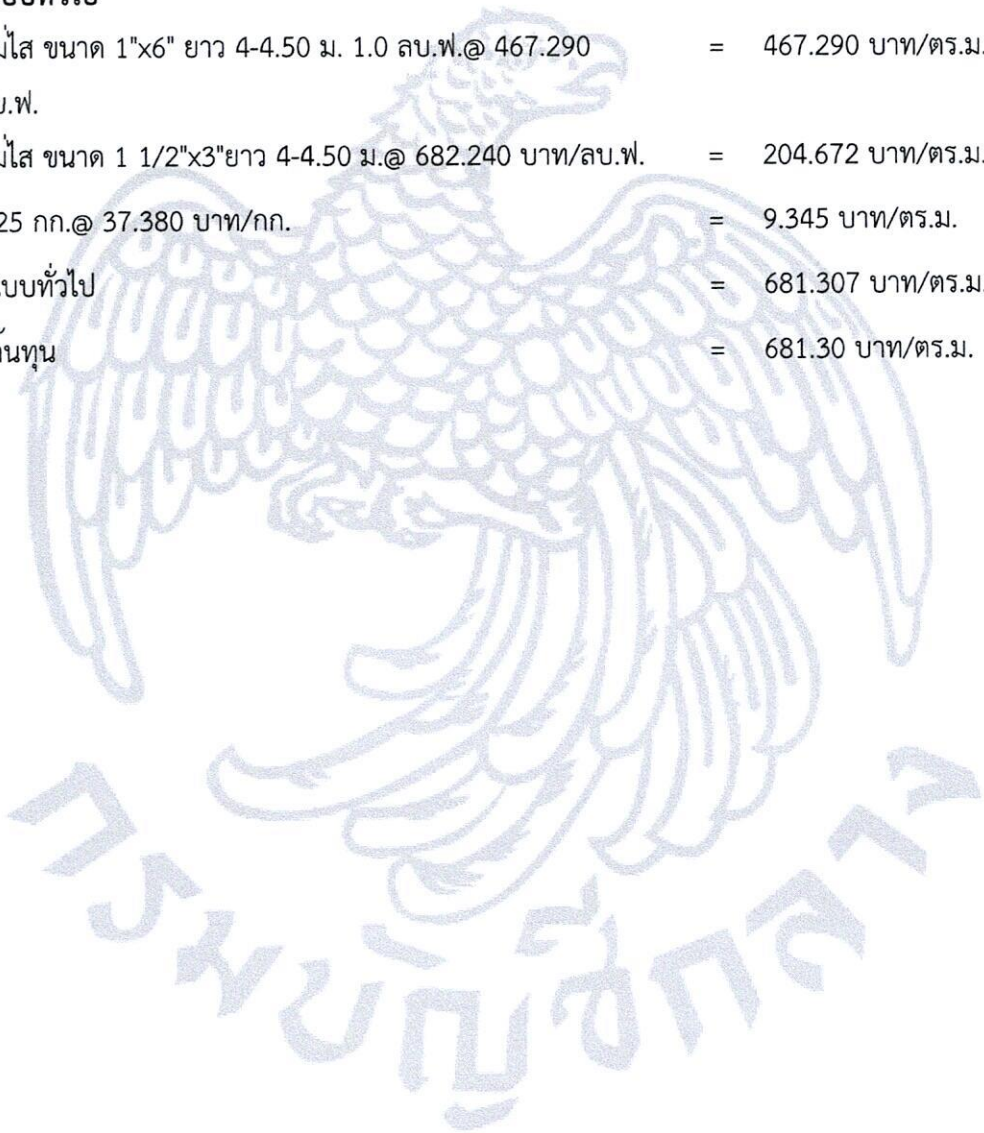 ไส ขนาด 1"x6" ยาว 4-4.50 ม. 1.0 ลบ.ฟ.@ 467.290 = 467.290 บาท/ตร.ม.
บ.ฟ.
ไส ขนาด 1 1/2"x3"ยาว 4-4.50 ม.@ 682.240 บาท/ลบ.ฟ. = 204.672 บาท/ตร.ม.
25 กก.@ 37.380 บาท/กก. = 9.345 บาท/ตร.ม.
แบบทั่วไป = 681.307 บาท/ตร.ม.
ต้นทุน = 681.30 บาท/ตร.ม.
กรมบัญชีกลาง